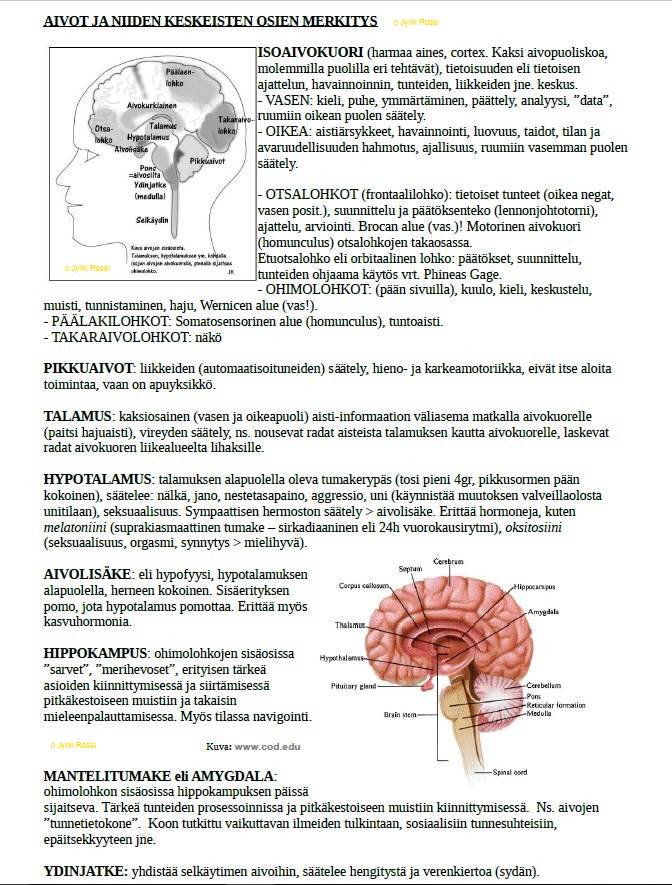 AIVOT JA NIIDEN KESKEISTEN OSIEN MERKITYS
© Jyrki Rossi
ISOAIVOKUORI (harmaa aines, cortex. Kaksi aivopuoliskoa,
molemmilla puolilla eri tehtävät), tietoisuuden eli tietoisen
ajattelun, havainnoinnin, tunteiden, liikkeiden jne. keskus.
- VASEN: kieli, puhe, ymmärtäminen, päättely, analyysi, ”data”,
ruumiin oikean puolen säätely.
- OIKEA: aistiärsykkeet, havainnointi, luovuus, taidot, tilan ja
avaruudellisuuden hahmotus, ajallisuus, ruumiin vasemman puolen
säätely.
Päälaen-
lohko
Aivokurkiainen
Otsa-
lohko
Talamus
Hypotalamus
Aivolisäke
Takaraivo-
lohko
Pikkuaivot
Pons
=aivosilta
Ydinjatke
(medulla)
Selkäydin
Kuva aivojen sisäosista.
© Jyrki Rossi
ohimolohko.
JR
- OTSALOHKOT (frontaalilohko): tietoiset tunteet (oikea negat,
vasen posit.), suunnittelu ja päätöksenteko (lennonjohtotorni),
ajattelu, arviointi. Brocan alue (vas.)! Motorinen aivokuori
(homunculus) otsalohkojen takaosassa.
Etuotsalohko eli orbitaalinen lohko: päätökset, suunnittelu,
tunteiden ohjaama käytös vrt. Phineas Gage.
- OHIMOLOHKOT: (pään sivuilla), kuulo, kieli, keskustelu,
muisti, tunnistaminen, haju, Wernicen alue (vas!).
- PÄÄLAKILOHKOT: Somatosensorinen alue (homunculus), tuntoaisti.
- TAKARAIVOLOHKOT: näkö
PIKKUAIVOT: liikkeiden (automaatisoituneiden) säätely, hieno- ja karkeamotoriikka, eivät itse aloita
toimintaa, vaan on apuyksikkö.
TALAMUS: kaksiosainen (vasen ja oikeapuoli) aisti-informaation väliasema matkalla aivokuorelle
(paitsi hajuaisti), vireyden säätely, ns. nousevat radat aisteista talamuksen kautta aivokuorelle, laskevat
radat aivokuoren liikealueelta lihaksille.
HYPOTALAMUS: talamuksen alapuolella oleva tumakerypäs (tosi pieni 4gr, pikkusormen pään
kokoinen), säätelee: nälkä, jano, nestetasapaino, aggressio, uni (käynnistää muutoksen valveillaolosta
unitilaan), seksuaalisuus. Sympaattisen hermoston säätely > aivolisäke. Erittää hormoneja, kuten
melatoniini (suprakiasmaattinen tumake – sirkadiaaninen eli 24h vuorokausirytmi), oksitosiini
(seksuaalisuus, orgasmi, synnytys > mielihyvä).
AIVOLISÄKE: eli hypofyysi, hypotalamuksen
alapuolella, herneen kokoinen. Sisäerityksen
pomo, jota hypotalamus pomottaa. Erittää myös
kasvuhormonia.
HIPPOKAMPUS: ohimolohkojen sisäosissa
”sarvet”, ”merihevoset”, erityisen tärkeä
asioiden kiinnittymisessä ja siirtämisessä
pitkäkestoiseen muistiin ja takaisin
mieleenpalauttamisessa. Myös tilassa navigointi.
Cerebrum
Septum
Corpus callosum
Hippocampus
Amygdala
Thalamus
Hypothalamus
Pituitary gland
Cerebellum
Pons
Reticular formation
Brain stem
Medulla
Spinal cord
© Jyrki Rossi
Kuva: www.cod.edu
MANTELITUMAKE eli AMYGDALA:
ohimolohkon sisäosissa hippokampuksen päissä
sijaitseva. Tärkeä tunteiden prosessoinnissa ja pitkäkestoiseen muistiin kiinnittymisessä. Ns. aivojen
”tunnetietokone”. Koon tutkittu vaikuttavan ilmeiden tulkintaan, sosiaalisiin tunnesuhteisiin,
epäitsekkyyteen jne.
YDINJATKE: yhdistää selkäytimen aivoihin, säätelee hengitystä ja verenkiertoa (sydän).